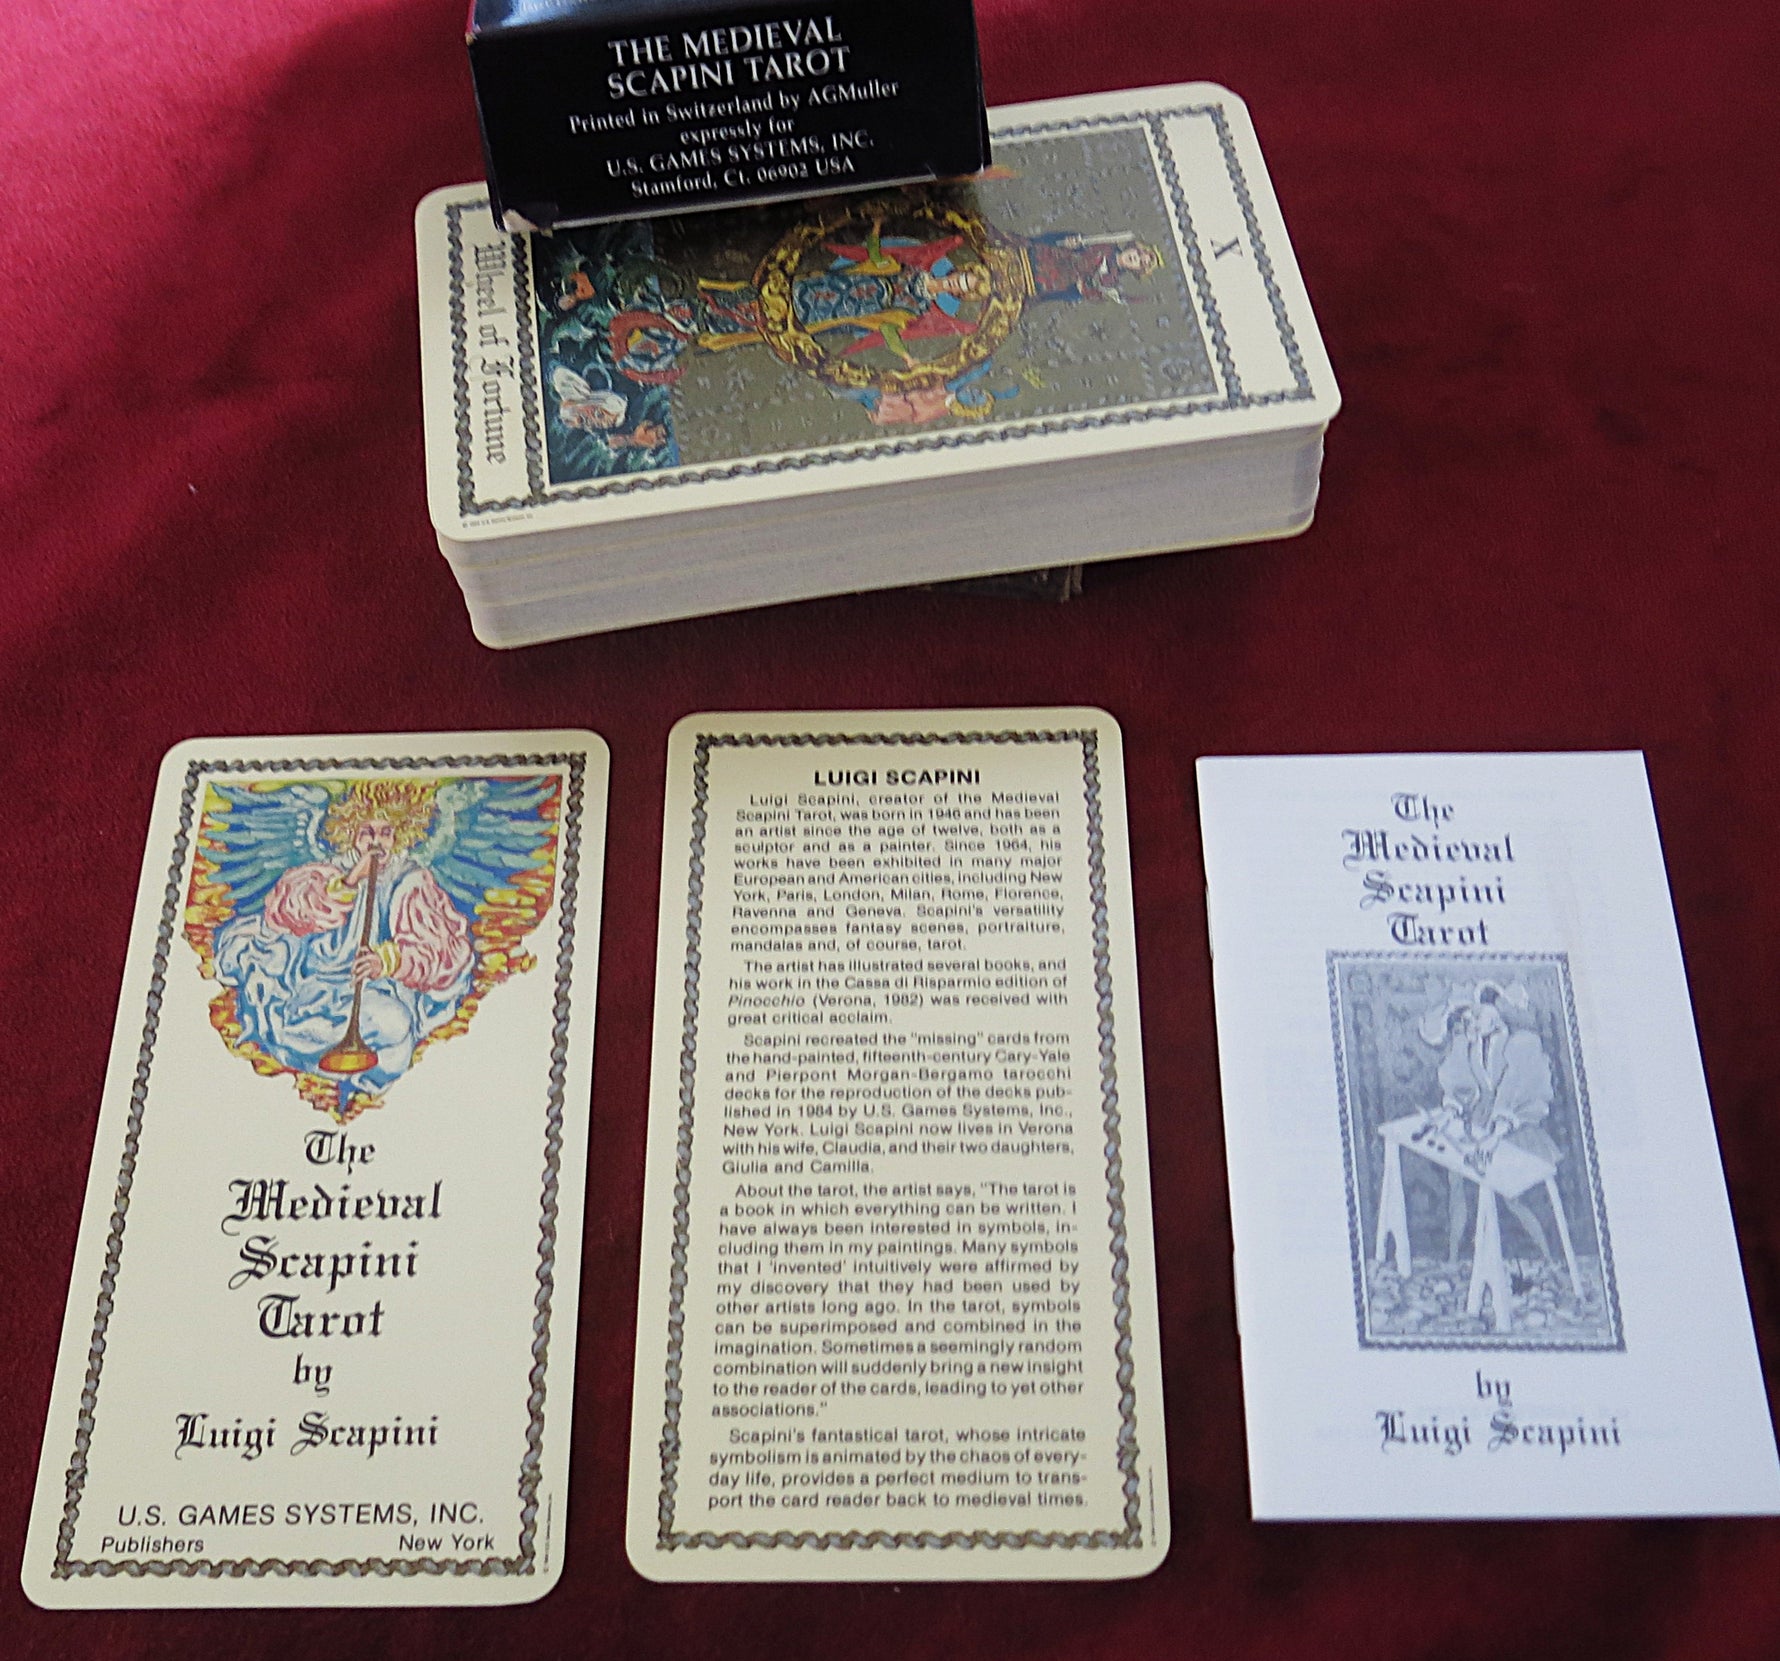 THE MEDIEVAL
SCAPINI TAROT
Printed in Switzerland by AGMuller
expressly for
U.S. GAMES SYSTEMS, INC.
Stamford, Ct. 06902 USA
X
Wheel of Fortune
The
Medieval
Scapini
Tarot
by
Luigi Scapini
U.S. GAMES SYSTEMS, INC.
Publishers New York
LUIGI SCAPINI
Luigi Scapini, creator of the Medieval
Scapini Tarot, was born in 1946 and has been
an artist since the age of twelve, both as a
sculptor and as a painter. Since 1964, his
works have been exhibited in many major
European and American cities, including New
York, Paris, London, Milan, Rome, Florence,
Ravenna and Geneva. Scapini's versatility
encompasses fantasy scenes, portraiture,
mandalas and, of course, tarot.
The artist has illustrated several books, and
his work in the Cassa di Risparmio edition of
Pinocchio (Verona, 1982) was received with
great critical acclaim.
Scapini recreated the "missing" cards from
the hand-painted, fifteenth-century Cary-Yale
and Pierpont Morgan-Bergamo tarocchi
decks for the reproduction of the decks pub-
lished in 1984 by U.S. Games Systems, Inc.,
New York. Luigi Scapini now lives in Verona
with his wife, Claudia, and their two daughters,
Giulia and Camilla.
About the tarot, the artist says, "The tarot is
a book in which everything can be written. I
have always been interested in symbols, in-
cluding them in my paintings. Many symbols
that I 'invented' intuitively were affirmed by
my discovery that they had been used by
other artists long ago. In the tarot, symbols
can be superimposed and combined in the
imagination. Sometimes a seemingly random
combination will suddenly bring a new insight
to the reader of the cards, leading to yet other
associations."
Scapini's fantastical tarot, whose intricate
symbolism is animated by the chaos of every-
day life, provides a perfect medium to trans-
port the card reader back to medieval times.
The
Medieval
Scapini
Tarot
by
Luigi Scapini